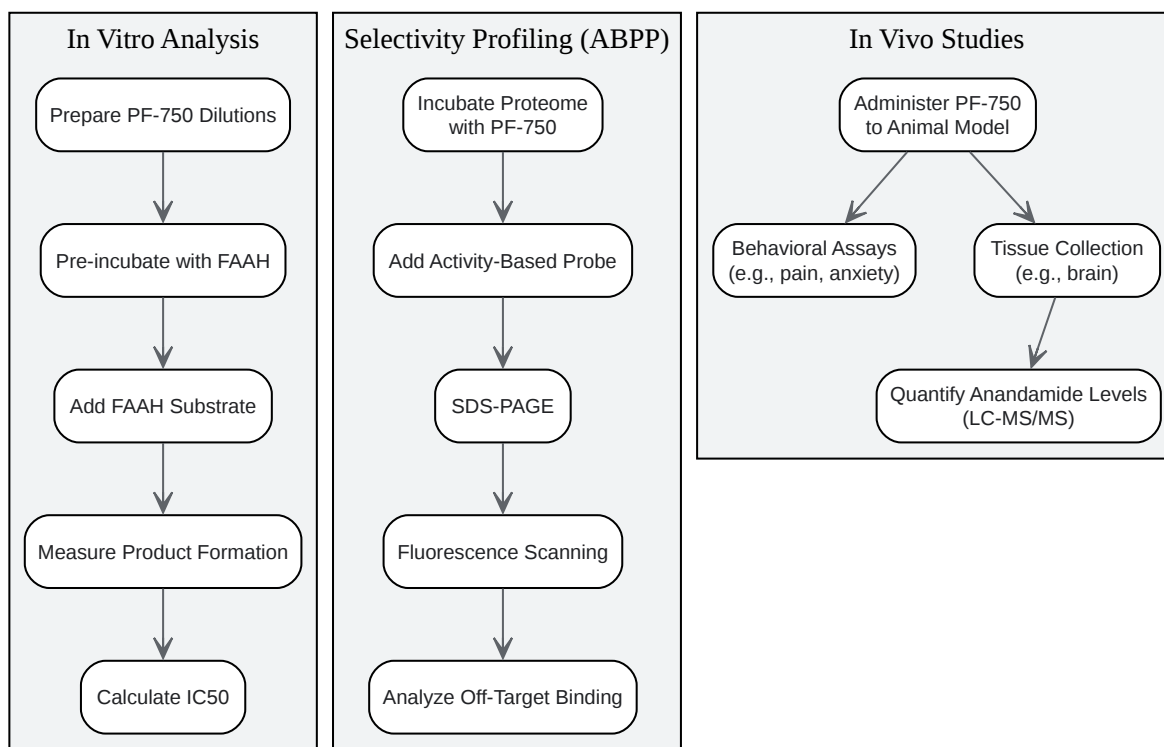 In Vitro Analysis
Prepare PF-750 Dilutions
Pre-incubate with FAAH
Add FAAH Substrate
Measure Product Formation
Calculate IC50
Selectivity Profiling (ABPP)
Incubate Proteome
with PF-750
Add Activity-Based Probe
SDS-PAGE
Fluorescence Scanning
Analyze Off-Target Binding
In Vivo Studies
Administer PF-750
to Animal Model
Behavioral Assays
(e.g., pain, anxiety)
Tissue Collection
(e.g., brain)
Quantify Anandamide Levels
(LC-MS/MS)